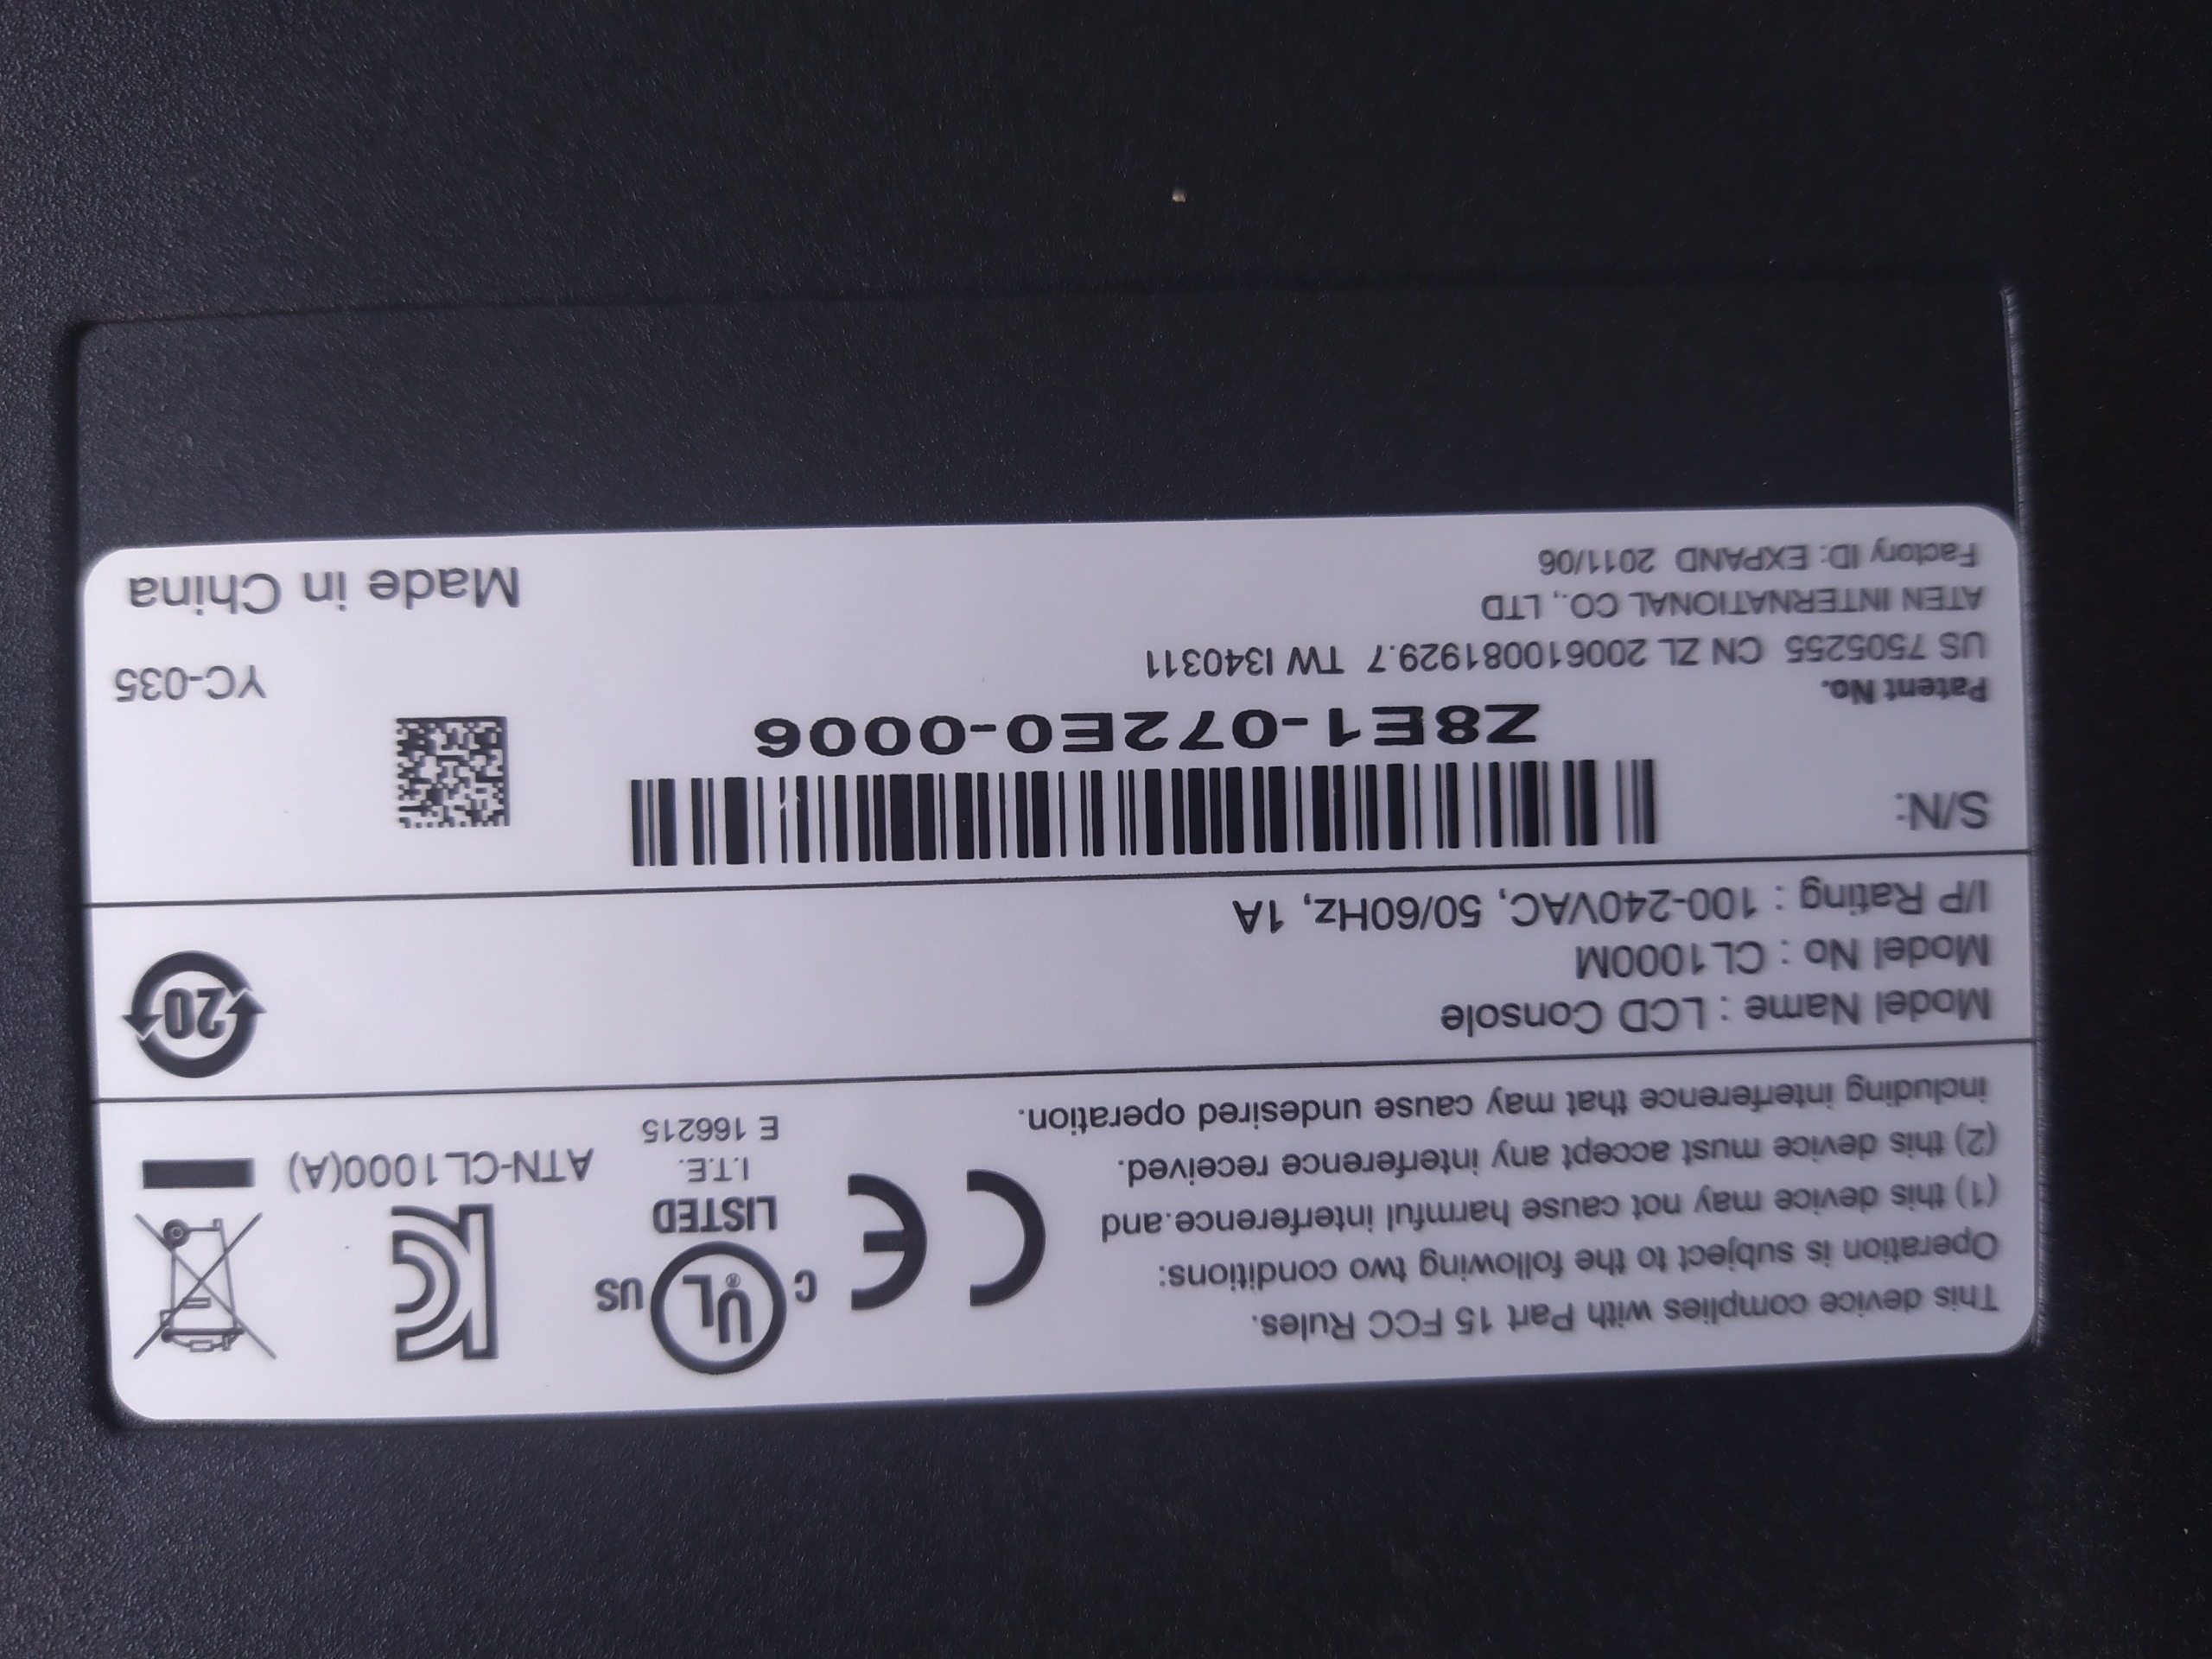 This device complies with Part 15 FCC Rules.
Operation is subject to the following two conditions:
(1) this device may not cause harmful interference.and
(2) this device must accept any interference received.
including interference that may cause undesired operation.
CE
C UL® US
LISTED
I.T.E.
E 166215
ATN-CL1000(A)
Model Name : LCD Console
Model No : CL1000M
I/P Rating : 100-240VAC, 50/60Hz, 1A
20
S/N:
Z8E1-072E0-0006
Patent No.
US 7505255 CN ZL 200610081929.7 TW I340311
ATEN INTERNATIONAL CO., LTD
Factory ID: EXPAND 2011/06
YC-035
Made in China